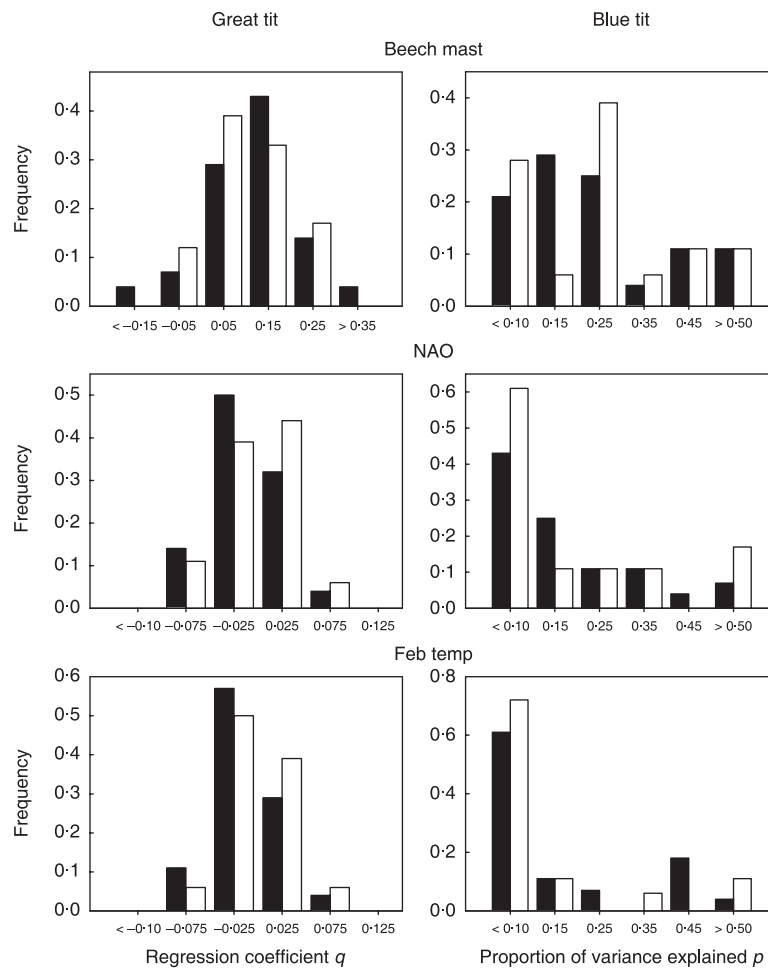 Great tit
Blue tit
Beech mast
Frequency
0·4
0·3
0·2
0·1
0·0
< –0·15 –0·05 0·05 0·15 0·25 > 0·35
0·4
0·3
0·2
0·1
0·0
< 0·10 0·15 0·25 0·35 0·45 > 0·50
NAO
Frequency
0·5
0·4
0·3
0·2
0·1
0·0
< –0·10 –0·075 –0·025 0·025 0·075 0·125
0·6
0·5
0·4
0·3
0·2
0·1
0·0
< 0·10 0·15 0·25 0·35 0·45 > 0·50
Feb temp
Frequency
0·6
0·5
0·4
0·3
0·2
0·1
0·0
< –0·10 –0·075 –0·025 0·025 0·075 0·125
Regression coefficient q
0·8
0·6
0·4
0·2
0·0
< 0·10 0·15 0·25 0·35 0·45 > 0·50
Proportion of variance explained p